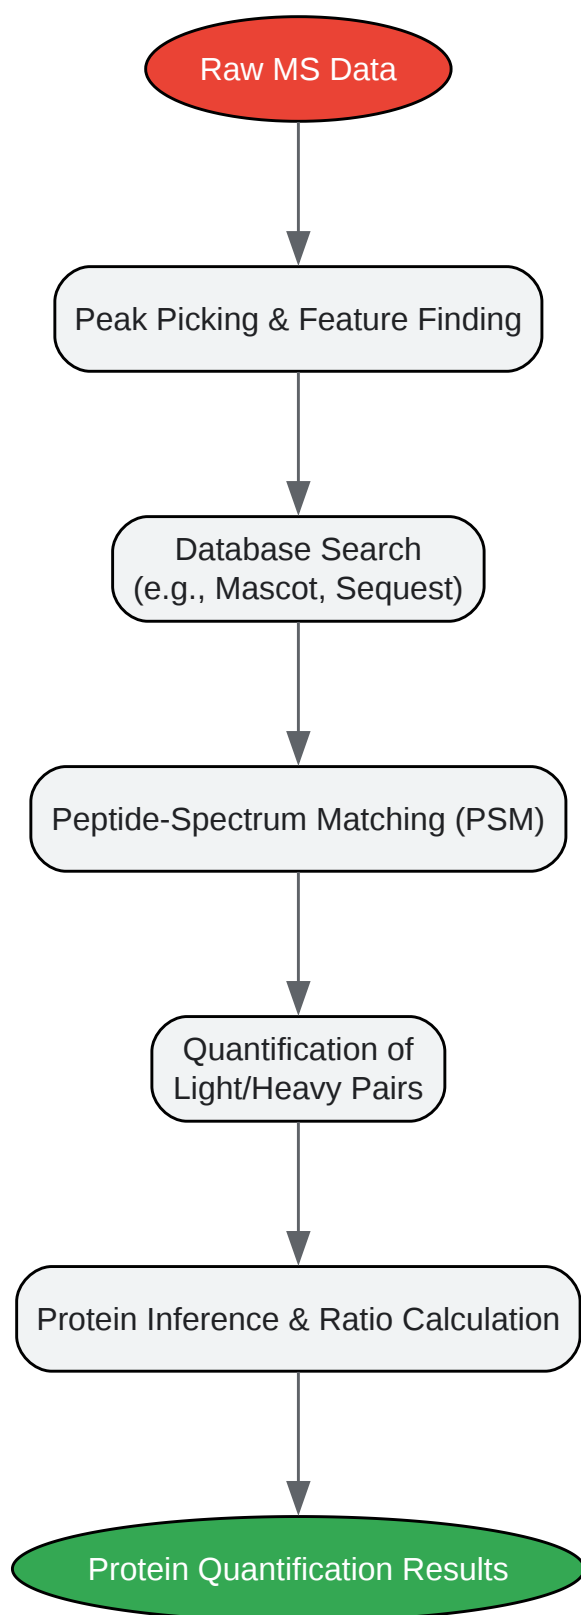 Raw MS Data
Peak Picking & Feature Finding
Database Search
(e.g., Mascot, Sequest)
Peptide-Spectrum Matching (PSM)
Quantification of
Light/Heavy Pairs
Protein Inference & Ratio Calculation
Protein Quantification Results